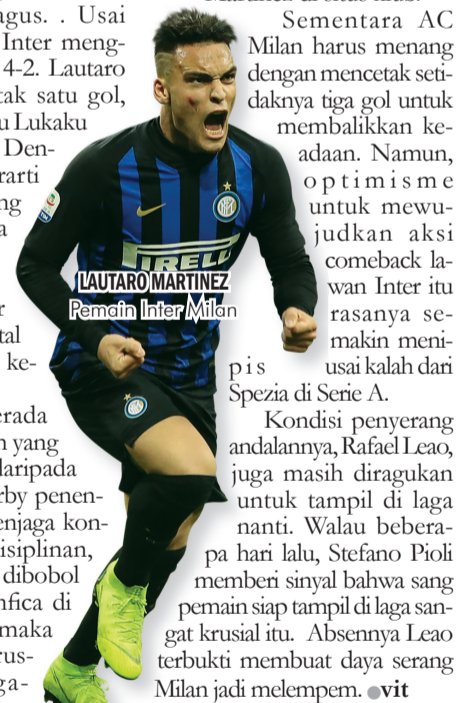 agus. . Usai
Inter meng-
4-2. Lautaro
tak satu gol,
u Lukaku
Den-
rarti
ng
a
r
tal
ke-
erada
n yang
daripada
rby penen-
enjaga kon-
isiplinan,
dibobol
nfica di
maka
rus-
ga-
LAUTARO MARTINEZ
Pemain Inter Milan
PIRELLI
Sementara AC
Milan harus menang
dengan mencetak seti-
daknya tiga gol untuk
membalikkan ke-
adaan. Namun,
optimisme
untuk mewu-
judkan aksi
comeback la-
wan Inter itu
rasanya se-
makin meni-
pis usai kalah dari
Spezia di Serie A.
Kondisi penyerang
andalannya, Rafael Leao,
juga masih diragukan
untuk tampil di laga
nanti. Walau bebera-
pa hari lalu, Stefano Pioli
memberi sinyal bahwa sang
pemain siap tampil di laga san-
gat krusial itu. Absennya Leao
terbukti membuat daya serang
Milan jadi melempem. ●vit